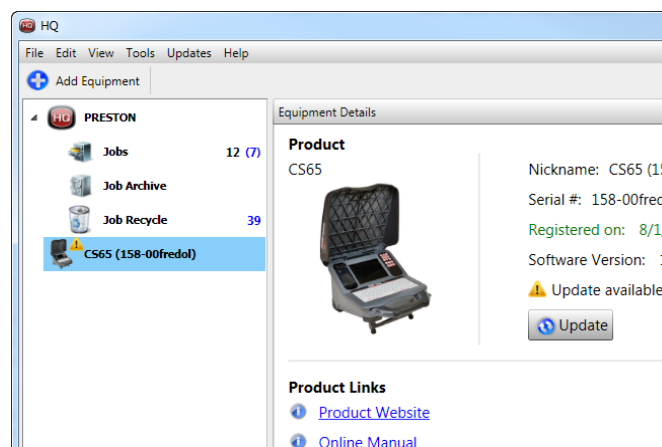 HQ HQ
File Edit View Tools Updates Help
Add Equipment
HQ PRESTON
Jobs 12 (7)
Job Archive
Job Recycle 39
CS65 (158-00fredol)
Equipment Details
Product
CS65
Nickname: CS65 (15
Serial #: 158-00fred
Registered on: 8/1
Software Version:
Update available
Update
Product Links
Product Website
Online Manual